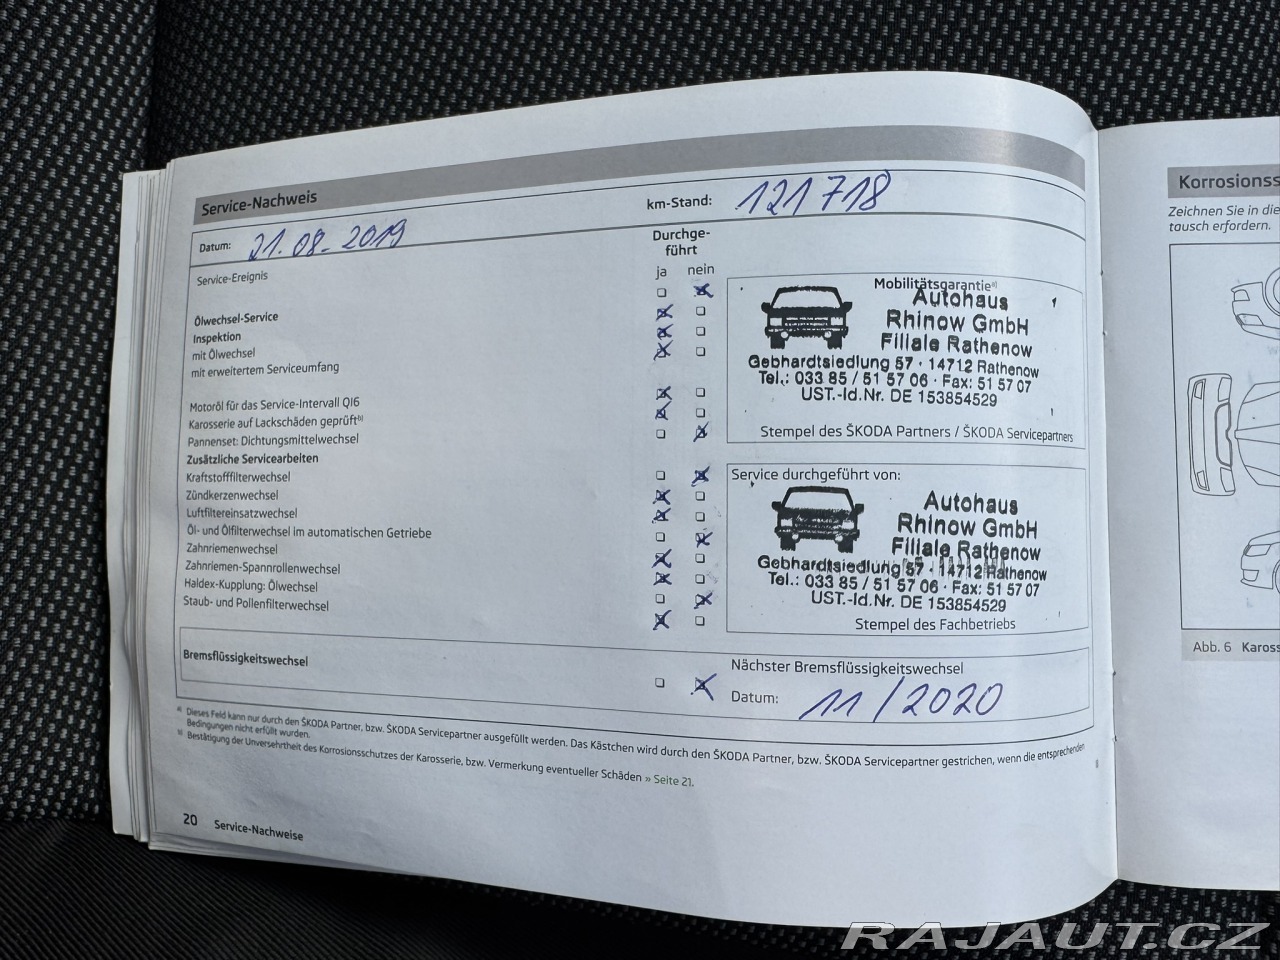 Service-Nachweis
Datum: 21.08.2019
km-Stand: 121718
Service-Ereignis
Durchge-
führt
ja nein
Ölwechsel-Service
Inspektion
mit Ölwechsel
mit erweitertem Serviceumfang
Motoröl für das Service-Intervall QI6
Karosserie auf Lackschäden geprüft b)
Pannenset: Dichtungsmittelwechsel
Zusätzliche Servicearbeiten
Kraftstofffilterwechsel
Zündkerzenwechsel
Luftfiltereinsatzwechsel
Öl- und Ölfilterwechsel im automatischen Getriebe
Zahnriemenwechsel
Zahnriemen-Spannrollenwechsel
Haldex-Kupplung: Ölwechsel
Staub- und Pollenfilterwechsel
Mobilitätsgarantie a)
Autohaus
Rhinow GmbH
Filiale Rathenow
Gebhardtsiedlung 57 · 14712 Rathenow
Tel.: 033 85 / 51 57 06 · Fax: 51 57 07
UST.-Id.Nr. DE 153854529
Stempel des ŠKODA Partners / ŠKODA Servicepartners
Service durchgeführt von:
Autohaus
Rhinow GmbH
Filiale Rathenow
Gebhardtsiedlung 57 · 14712 Rathenow
Tel.: 033 85 / 51 57 06 · Fax: 51 57 07
UST.-Id.Nr. DE 153854529
Stempel des Fachbetriebs
Bremsflüssigkeitswechsel
Nächster Bremsflüssigkeitswechsel
Datum: 11/2020
a) Dieses Feld kann nur durch den ŠKODA Partner, bzw. ŠKODA Servicepartner ausgefüllt werden. Das Kästchen wird durch den ŠKODA Partner, bzw. ŠKODA Servicepartner gestrichen, wenn die entsprechenden
Bedingungen nicht erfüllt wurden.
b) Bestätigung der Unversehrtheit des Korrosionsschutzes der Karosserie, bzw. Vermerkung eventueller Schäden » Seite 21.
20 Service-Nachweise
Korrosionss
Zeichnen Sie in die
tausch erfordern.
Abb. 6 Kaross
RAJAUT.CZ